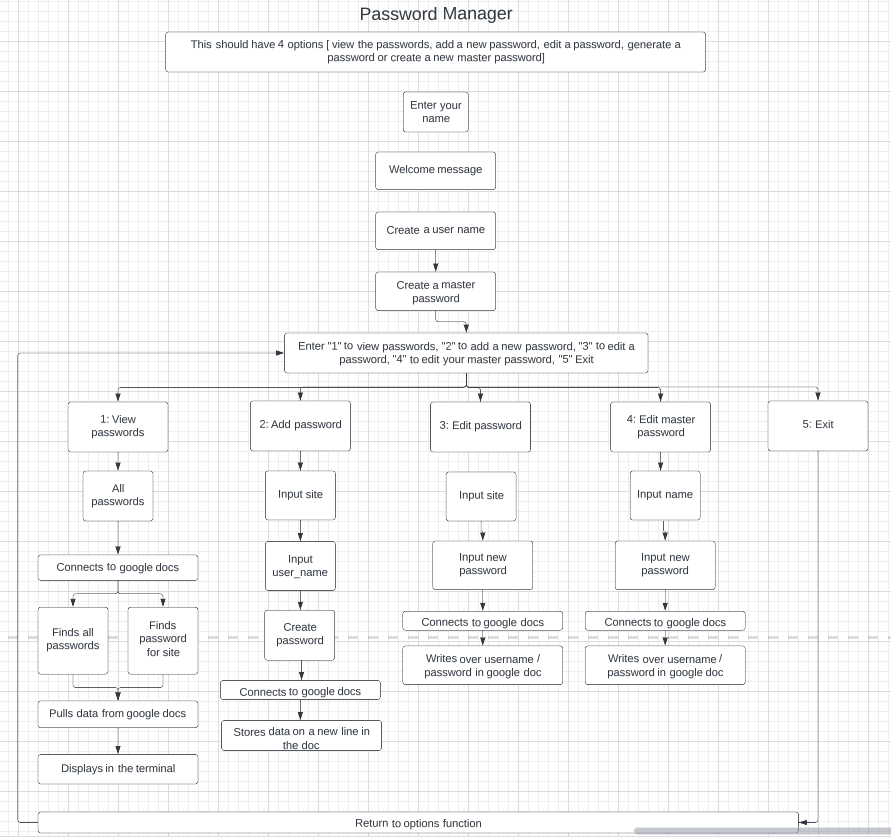 Password Manager
This should have 4 options [ view the passwords, add a new password, edit a password, generate a
password or create a new master password]
Enter your
name
Welcome message
Create a user name
Create a master
password
Enter "1" to view passwords, "2" to add a new password, "3" to edit a
password, "4" to edit your master password, "5" Exit
1: View
passwords
2: Add password
3: Edit password
4: Edit master
password
5: Exit
All
passwords
Input site
Input site
Input name
Connects to google docs
Input
user_name
Input new
password
Input new
password
Finds all
passwords
Finds
password
for site
Create
password
Connects to google docs
Connects to google docs
Writes over username /
password in google doc
Writes over username /
password in google doc
Connects to google docs
Pulls data from google docs
Stores data on a new line in
the doc
Displays in the terminal
Return to options function